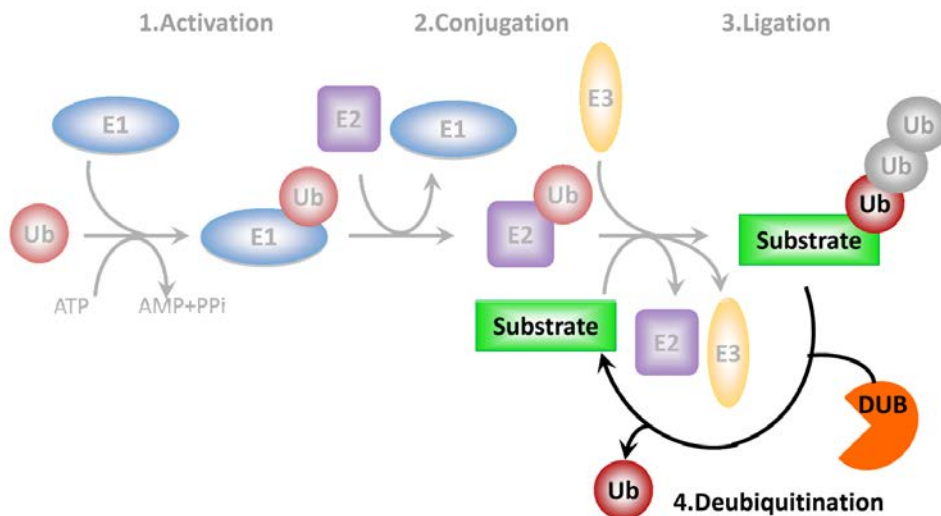 1.Activation
2.Conjugation
3.Ligation
E1
E2
E1
E3
Ub
Ub
Ub
Ub
Ub
Ub
E1
E2
Substrate
ATP
AMP+PPi
Substrate
E2
E3
DUB
Ub
4.Deubiquitination